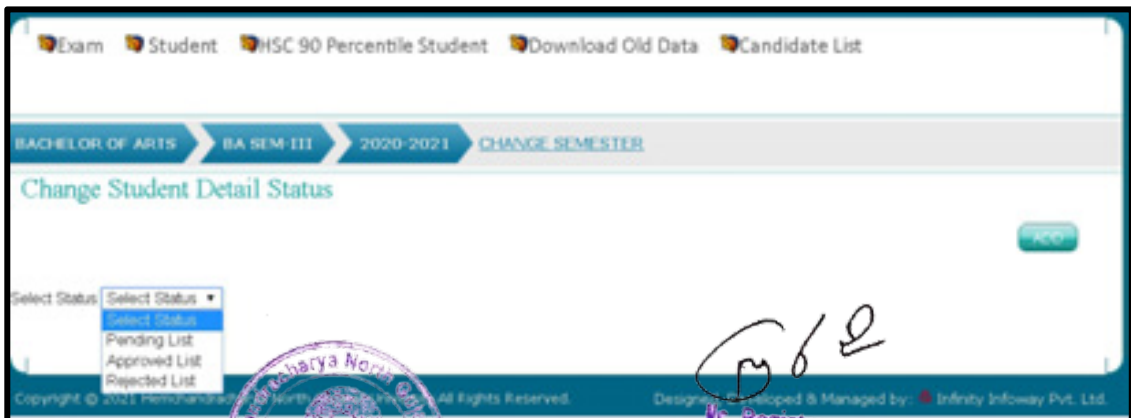 Exam Student HSC 90 Percentile Student Download Old Data Candidate List
BACHELOR OF ARTS BA SEM-III 2020-2021 CHANGE SEMESTER
Change Student Detail Status
ADD
Select Status Select Status
Select Status
Pending List
Approved List
Rejected List
Copyright © 2021 North All Rights Reserved. & Managed by: Infinity Infoway Pvt. Ltd.
North